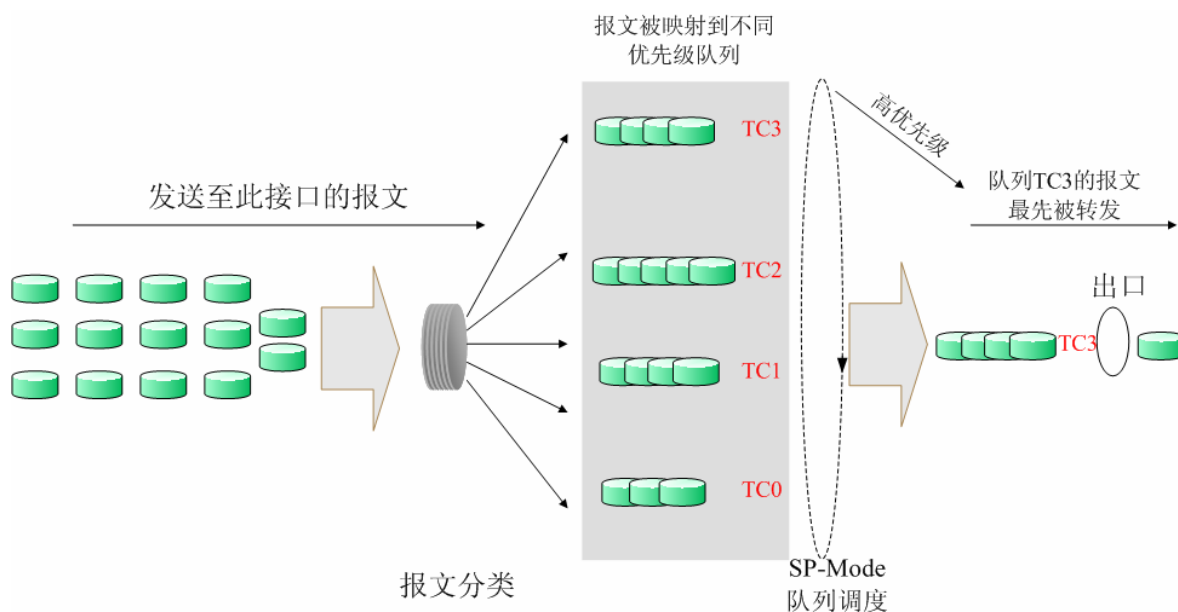 报文被映射到不同
优先级队列
TC3
高优先级
发送至此接口的报文
队列TC3的报文
最先被转发
TC2
出口
TC3
TC1
TC0
报文分类
SP-Mode
队列调度